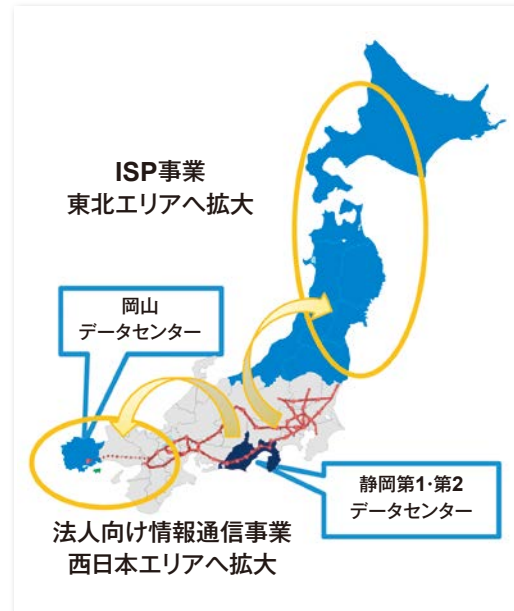 ISP事業
東北エリアへ拡大
岡山
データセンター
静岡第1･第2
データセンター
法人向け情報通信事業
西日本エリアへ拡大